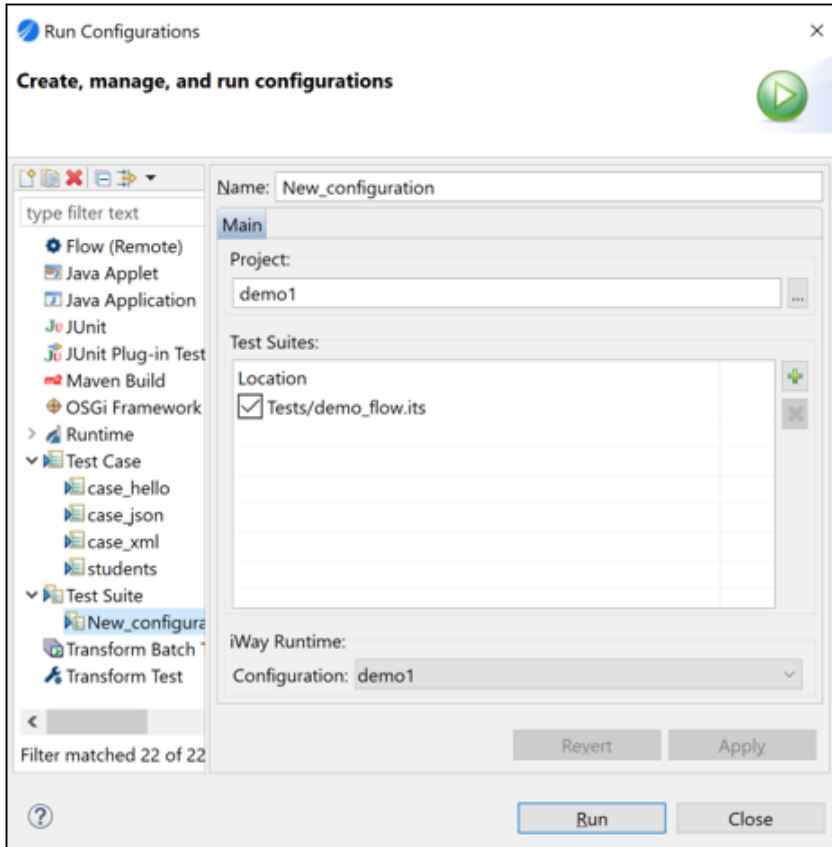 Run Configurations
Create, manage, and run configurations
type filter text
Flow (Remote)
Java Applet
Java Application
JUnit
JUnit Plug-in Test
Maven Build
OSGi Framework
Runtime
Test Case
case_hello
case_json
case_xml
students
Test Suite
New_configura
Transform Batch T
Transform Test
Filter matched 22 of 22
Name: New_configuration
Main
Project:
demo1
...
Test Suites:
Location
Tests/demo_flow.its
iWay Runtime:
Configuration: demo1
Revert Apply
Run Close